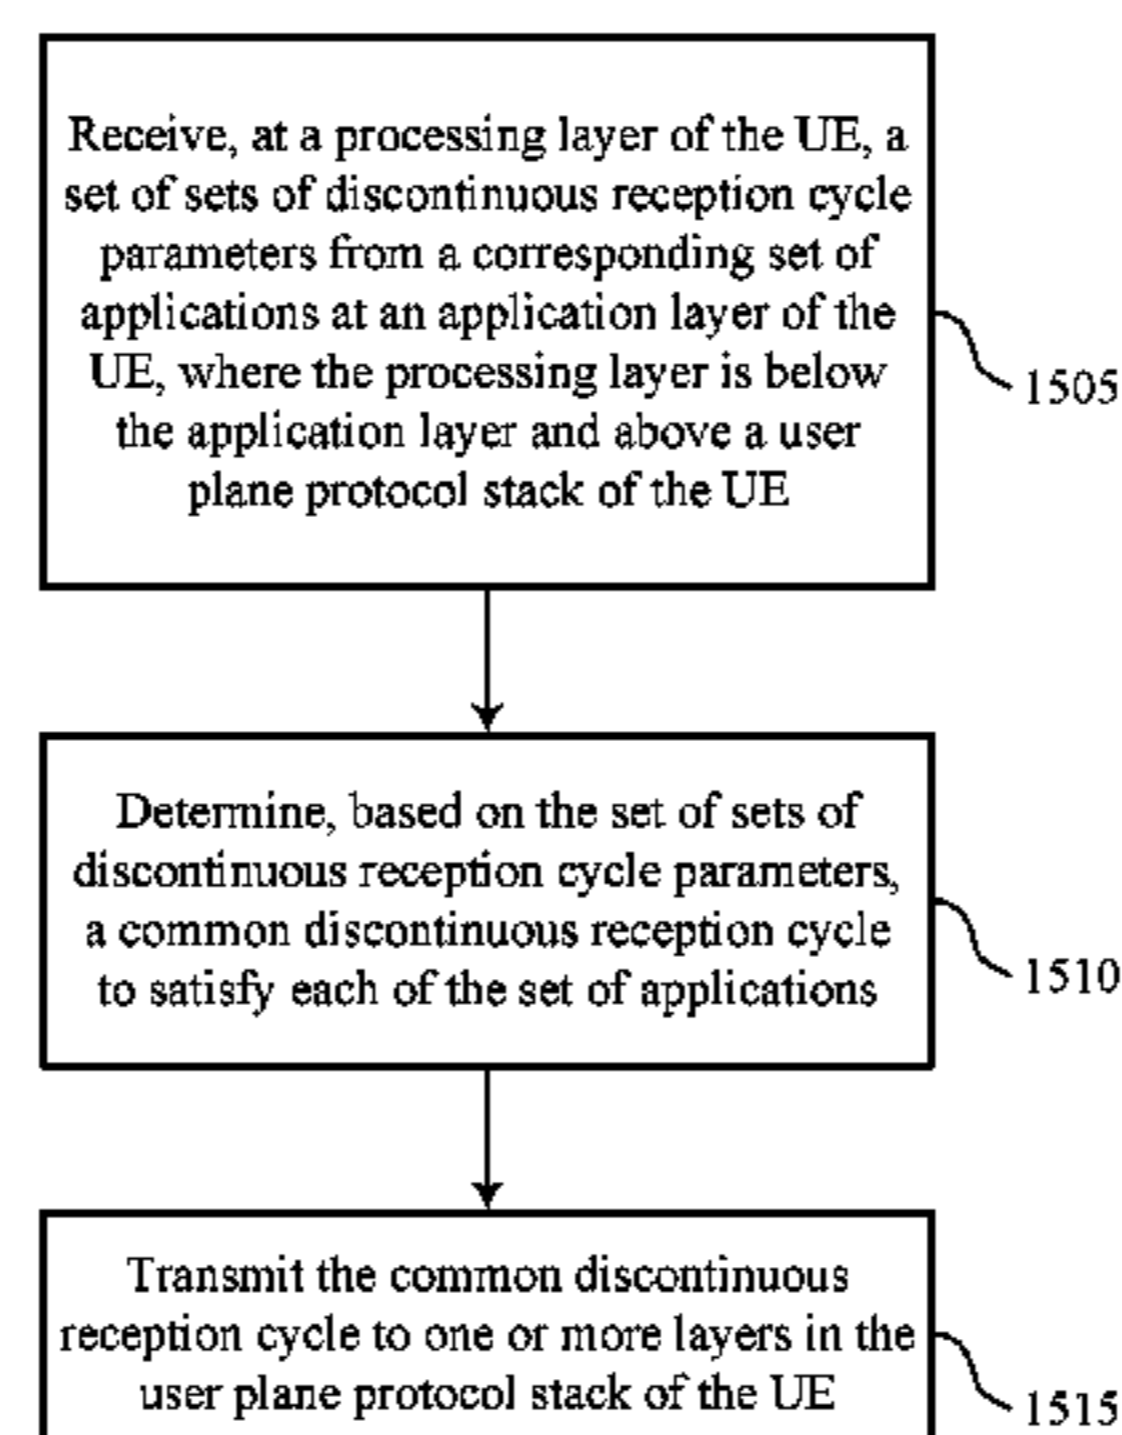 Receive, at a processing layer of the UE, a
set of sets of discontinuous reception cycle
parameters from a corresponding set of
applications at an application layer of the
UE, where the processing layer is below
the application layer and above a user
plane protocol stack of the UE
1505
Determine, based on the set of sets of
discontinuous reception cycle parameters,
a common discontinuous reception cycle
to satisfy each of the set of applications
1510
Transmit the common discontinuous
reception cycle to one or more layers in the
user plane protocol stack of the UE
1515